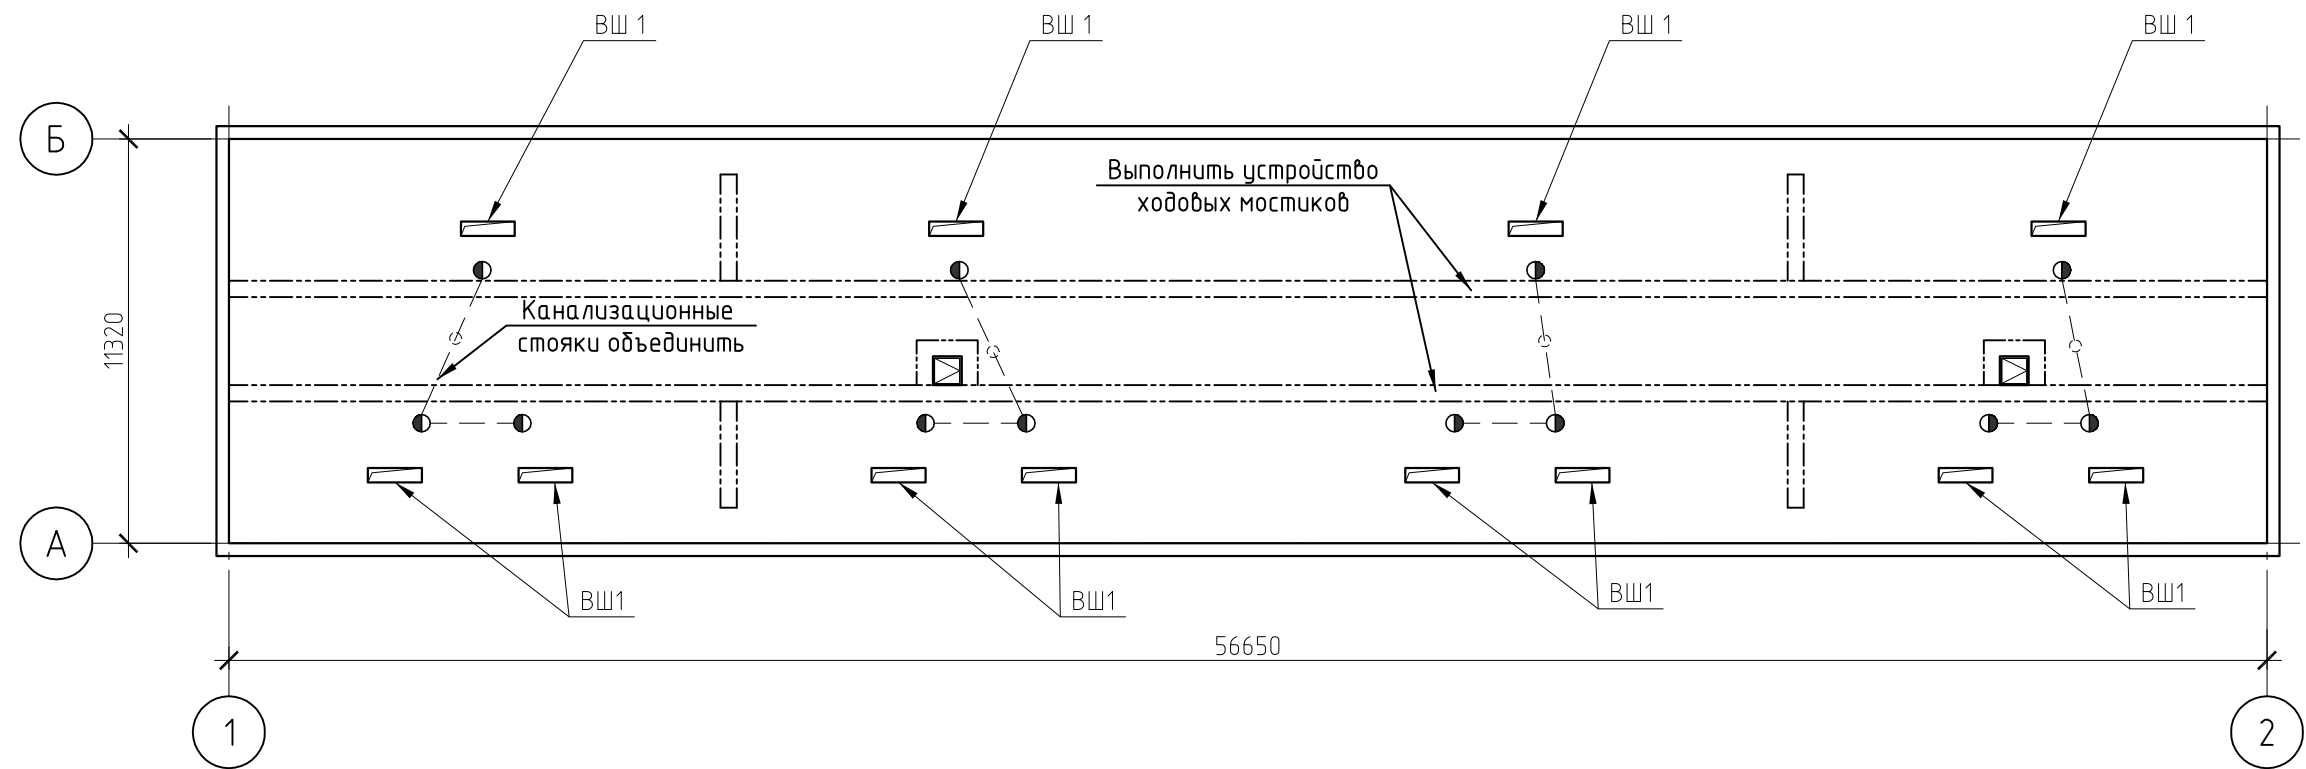 ВШ 1
ВШ 1
ВШ 1
ВШ 1
Б
Выполнить устройство
ходовых мостиков
Канализационные
стояки объединить
11320
А
ВШ1
ВШ1
ВШ1
ВШ1
56650
1
2